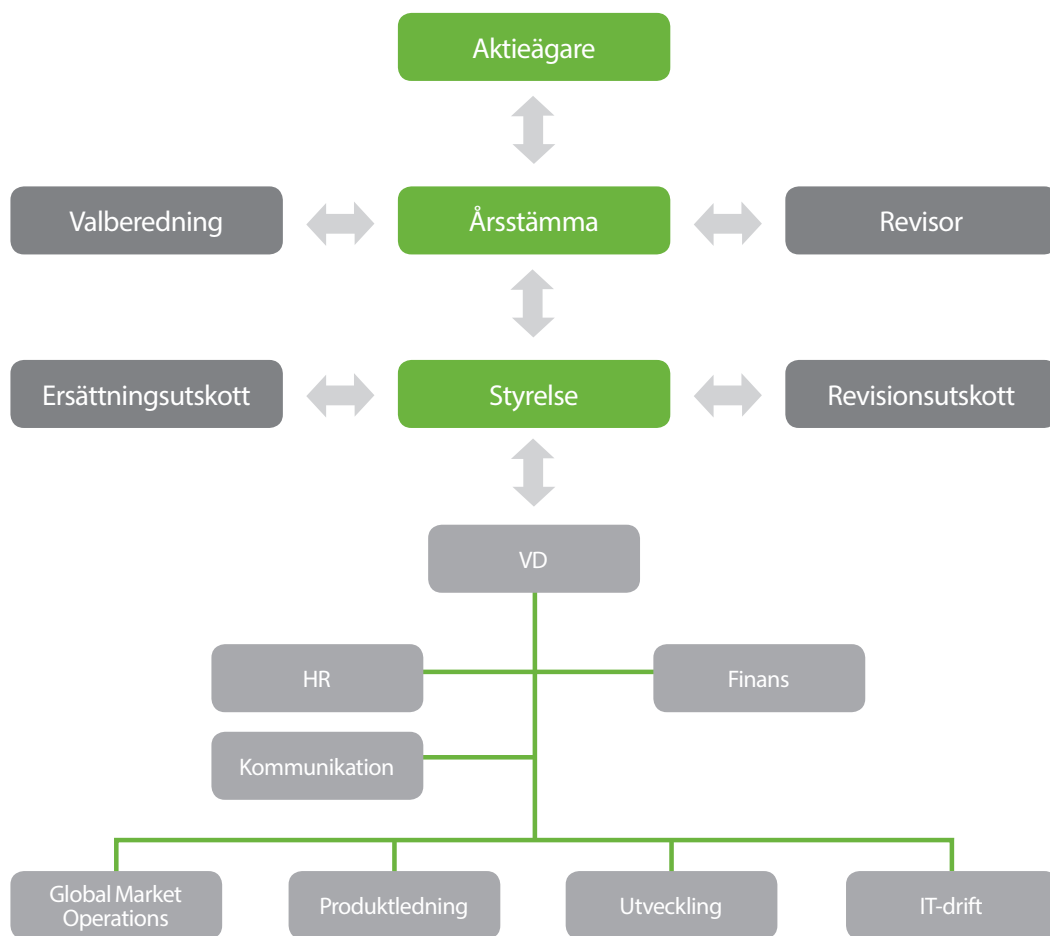 Aktieägare
Valberedning
Årsstämma
Revisor
Ersättningsutskott
Styrelse
Revisionsutskott
VD
HR
Finans
Kommunikation
Global Market
Operations
Produktledning
Utveckling
IT-drift